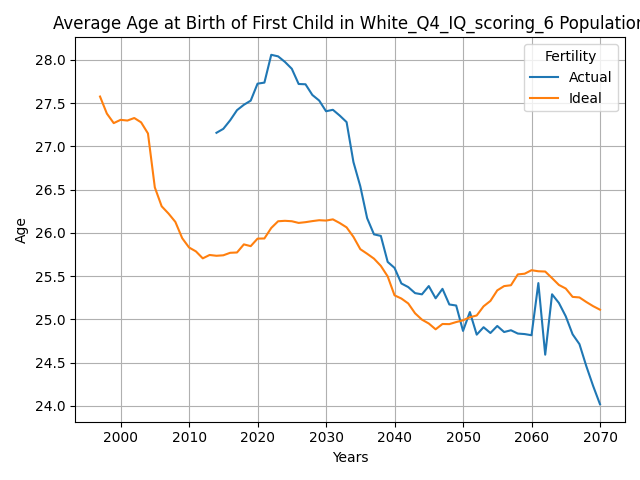 Average Age at Birth of First Child in White_Q4_IQ_scoring_6 Population
Fertility
Actual
Ideal
28.0
27.5
27.0
26.5
26.0
25.5
25.0
24.5
24.0
Age
2000
2010
2020
2030
2040
2050
2060
2070
Years